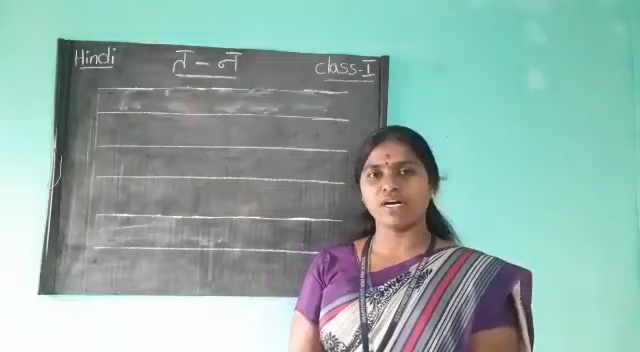 Hindi त - न class-I